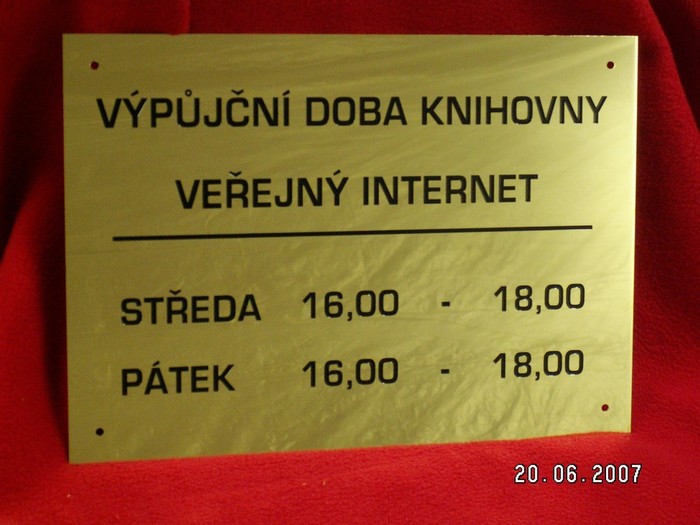 VÝPŮJČNÍ DOBA KNIHOVNY
VEŘEJNÝ INTERNET
STŘEDA 16,00 - 18,00
PÁTEK 16,00 - 18,00
20.06.2007